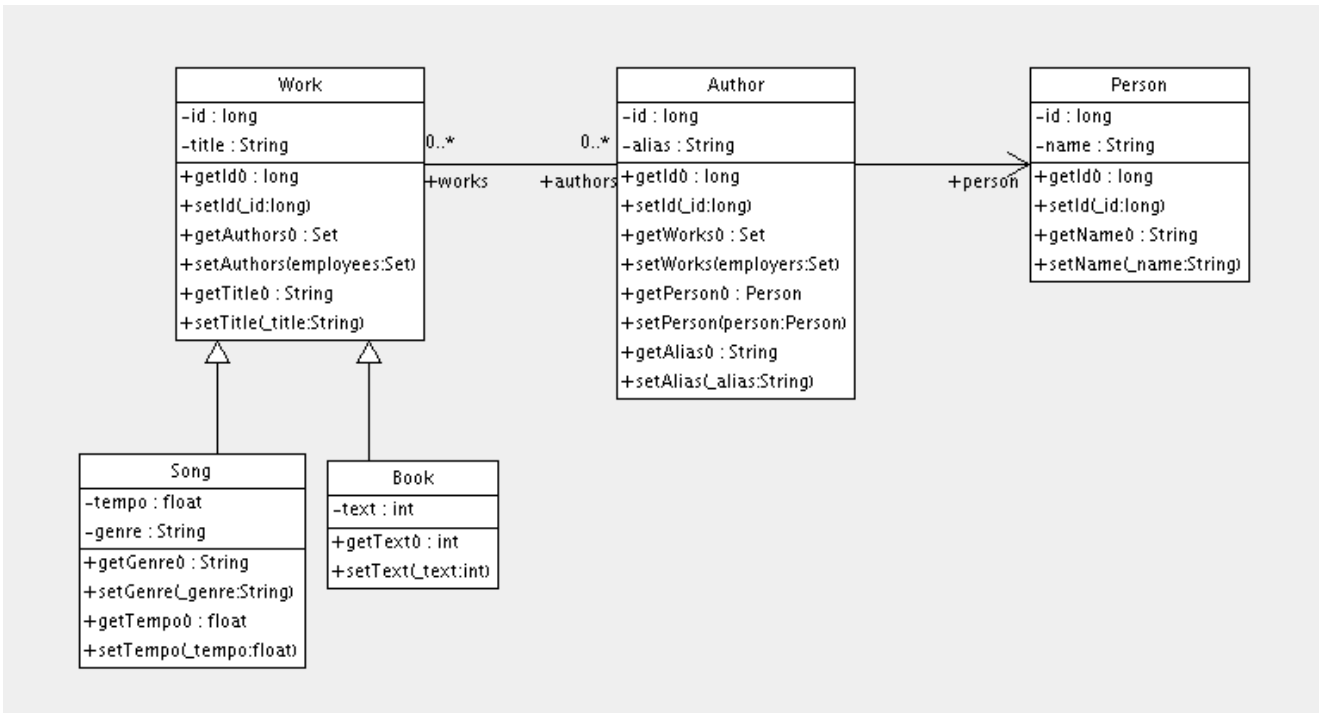 Work
-id : long
-title : String
+getId() : long
+setId(_id:long)
+getAuthors() : Set
+setAuthors(employees:Set)
+getTitle() : String
+setTitle(_title:String)
0..*
+works
0..*
+authors
Author
-id : long
-alias : String
+getId() : long
+setId(_id:long)
+getWorks() : Set
+setWorks(employers:Set)
+getPerson() : Person
+setPerson(person:Person)
+getAlias() : String
+setAlias(_alias:String)
+person
Person
-id : long
-name : String
+getId() : long
+setId(_id:long)
+getName() : String
+setName(_name:String)
Song
-tempo : float
-genre : String
+getGenre() : String
+setGenre(_genre:String)
+getTempo() : float
+setTempo(_tempo:float)
Book
-text : int
+getText() : int
+setText(_text:int)